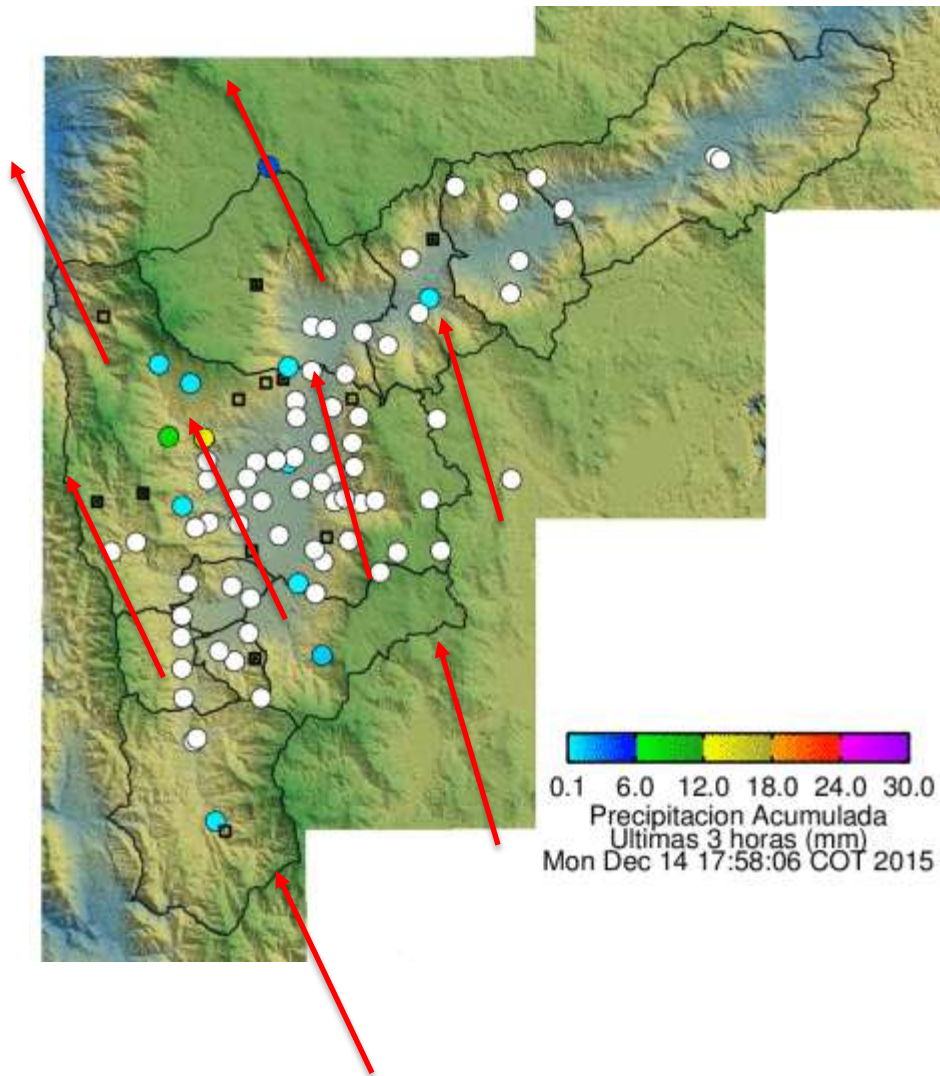 0.1 6.0 12.0 18.0 24.0 30.0
Precipitacion Acumulada
Ultimas 3 horas (mm)
Mon Dec 14 17:58:06 COT 2015